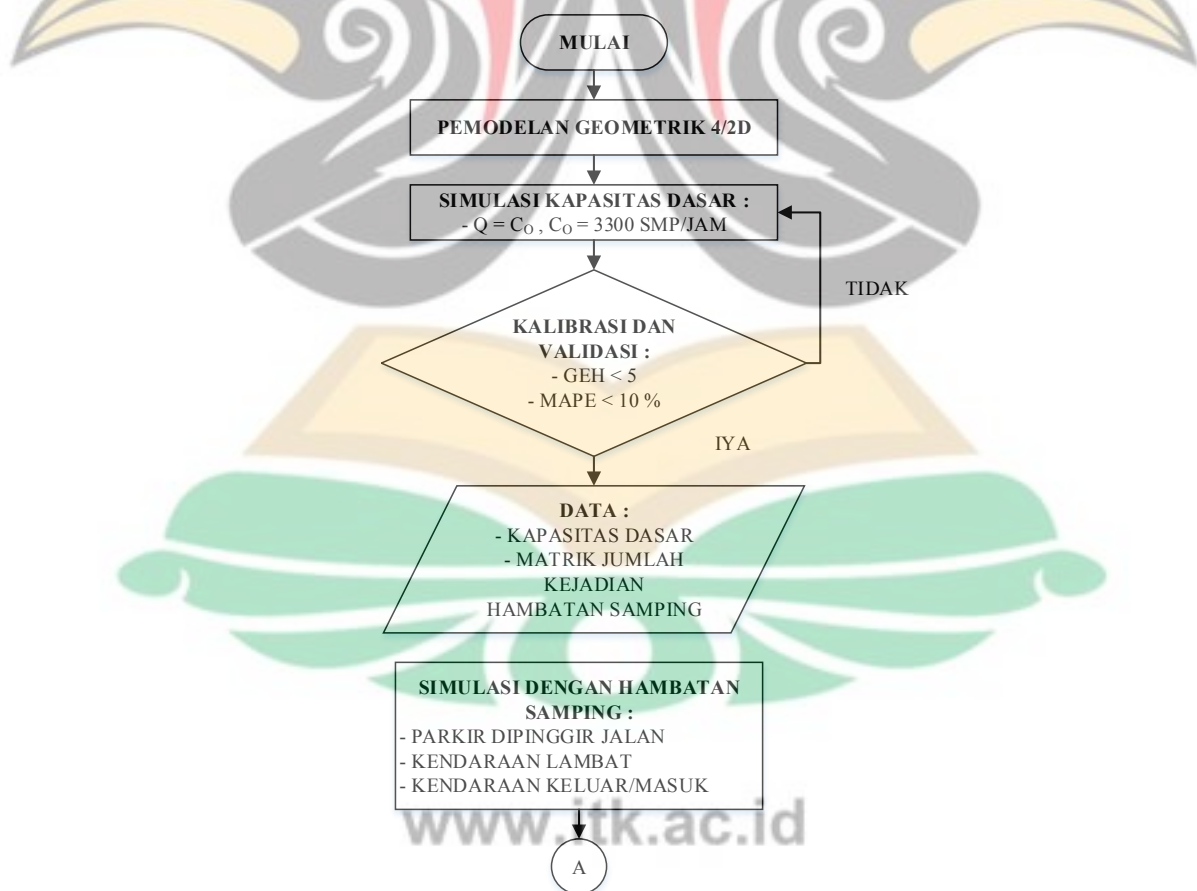 MULAI
PEMODELAN GEOMETRIK 4/2D
SIMULASI KAPASITAS DASAR :
- Q = C₀ , C₀ = 3300 SMP/JAM
TIDAK
KALIBRASI DAN
VALIDASI :
- GEH < 5
- MAPE < 10 %
IYA
DATA :
- KAPASITAS DASAR
- MATRIK JUMLAH
KEJADIAN
HAMBATAN SAMPING
SIMULASI DENGAN HAMBATAN
SAMPING :
- PARKIR DIPINGGIR JALAN
- KENDARAAN LAMBAT
- KENDARAAN KELUAR/MASUK
www.itk.ac.id
A